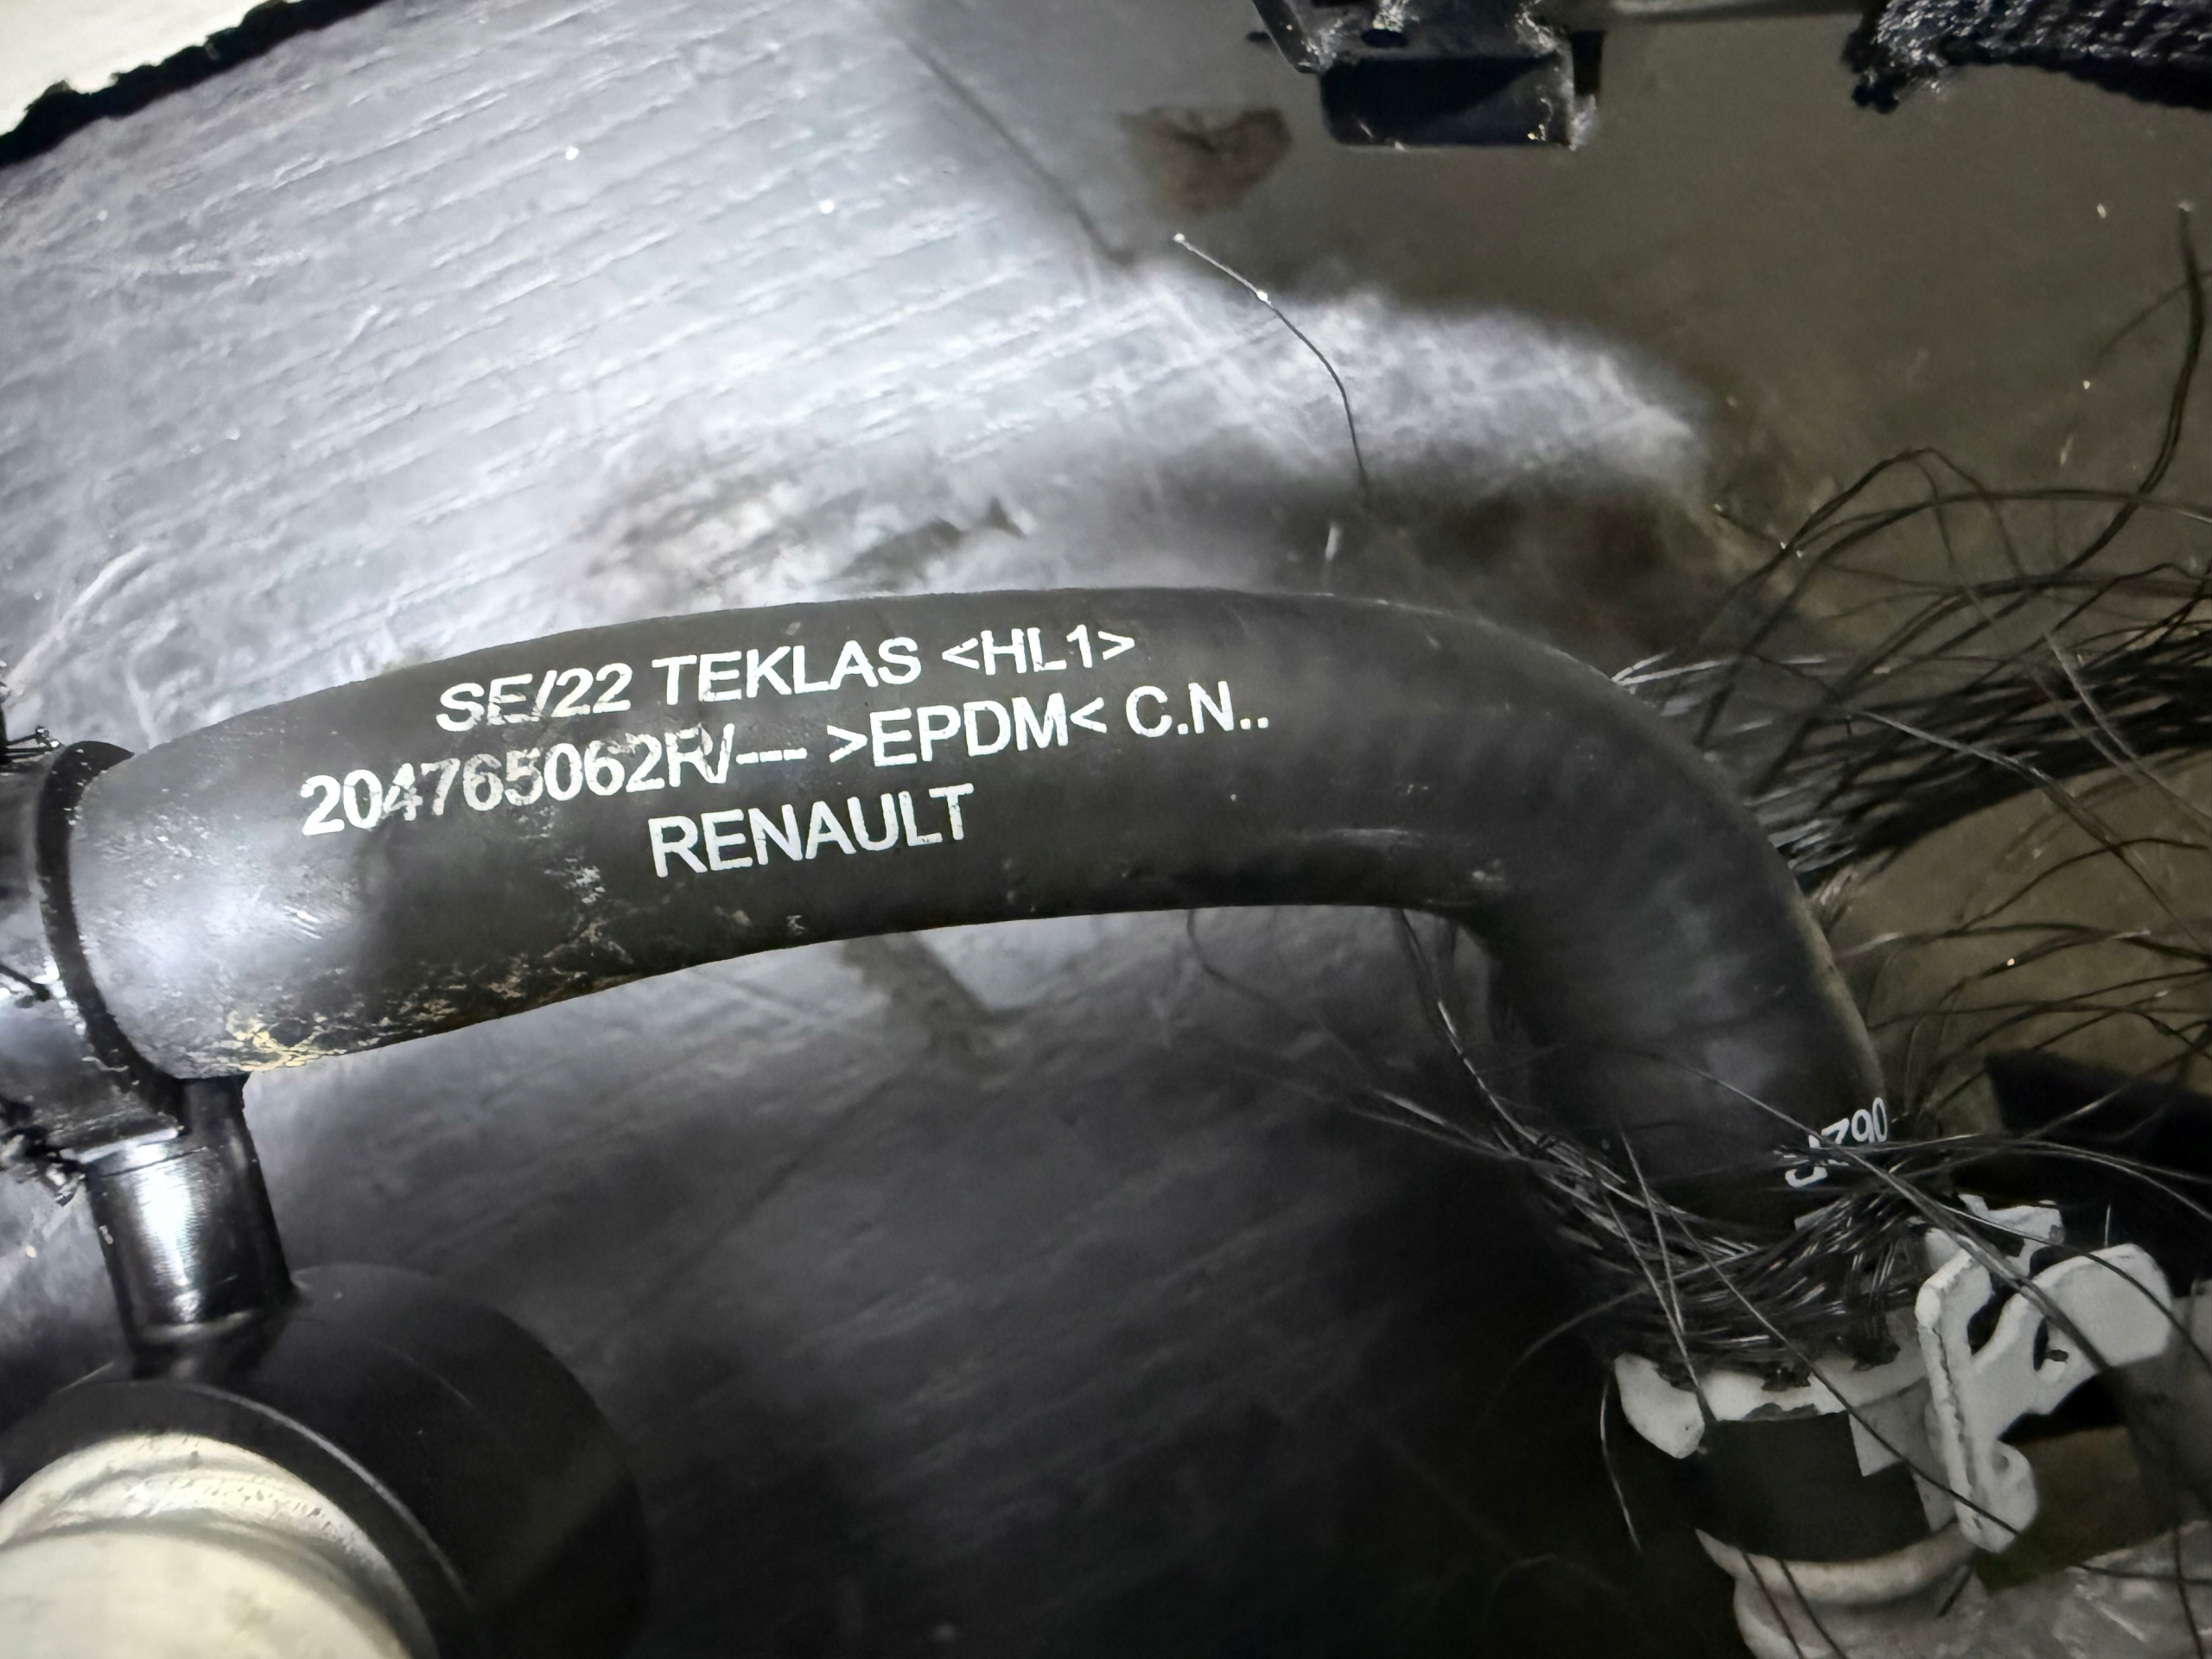 SE/22 TEKLAS <HL1>
204765062R/--- >EPDM< C.N..
RENAULT